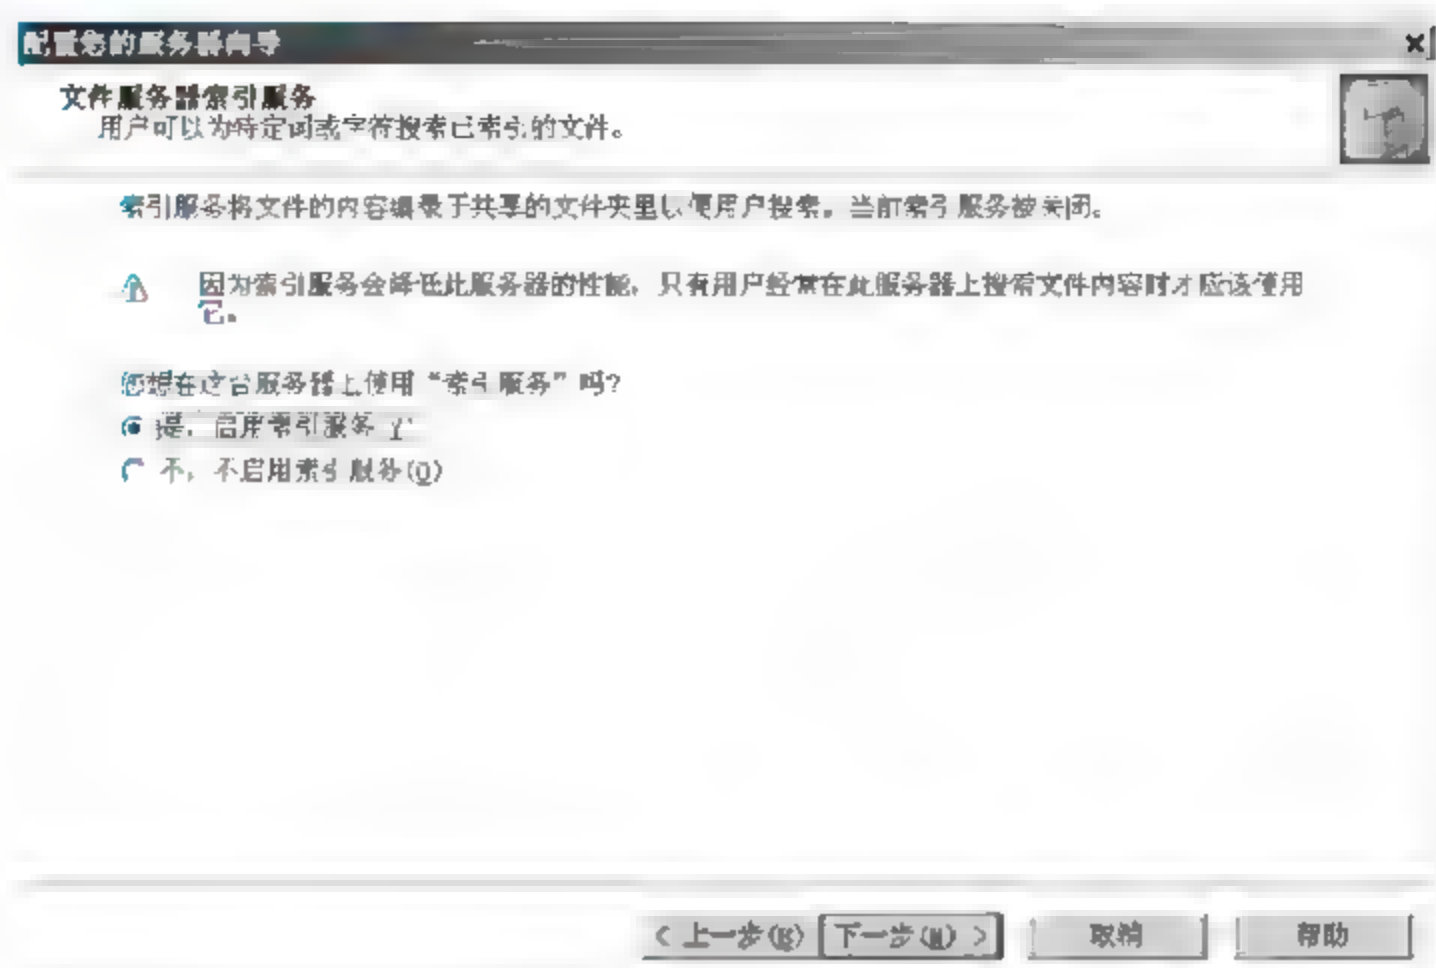 配置您的服务器向导
文件服务器索引服务
用户可以为特定词或字符搜索已索引的文件。
索引服务将文件的内容编录于共享的文件夹里以便用户搜索。当前索引服务被关闭。
因为索引服务会降低此服务器的性能，只有用户经常在此服务器上搜索文件内容时才应该使用
它。
您想在这台服务器上使用“索引服务”吗?
是，启用索引服务(Y)
不，不启用索引服务(O)
< 上一步(B) 下一步(N) > 取消 帮助